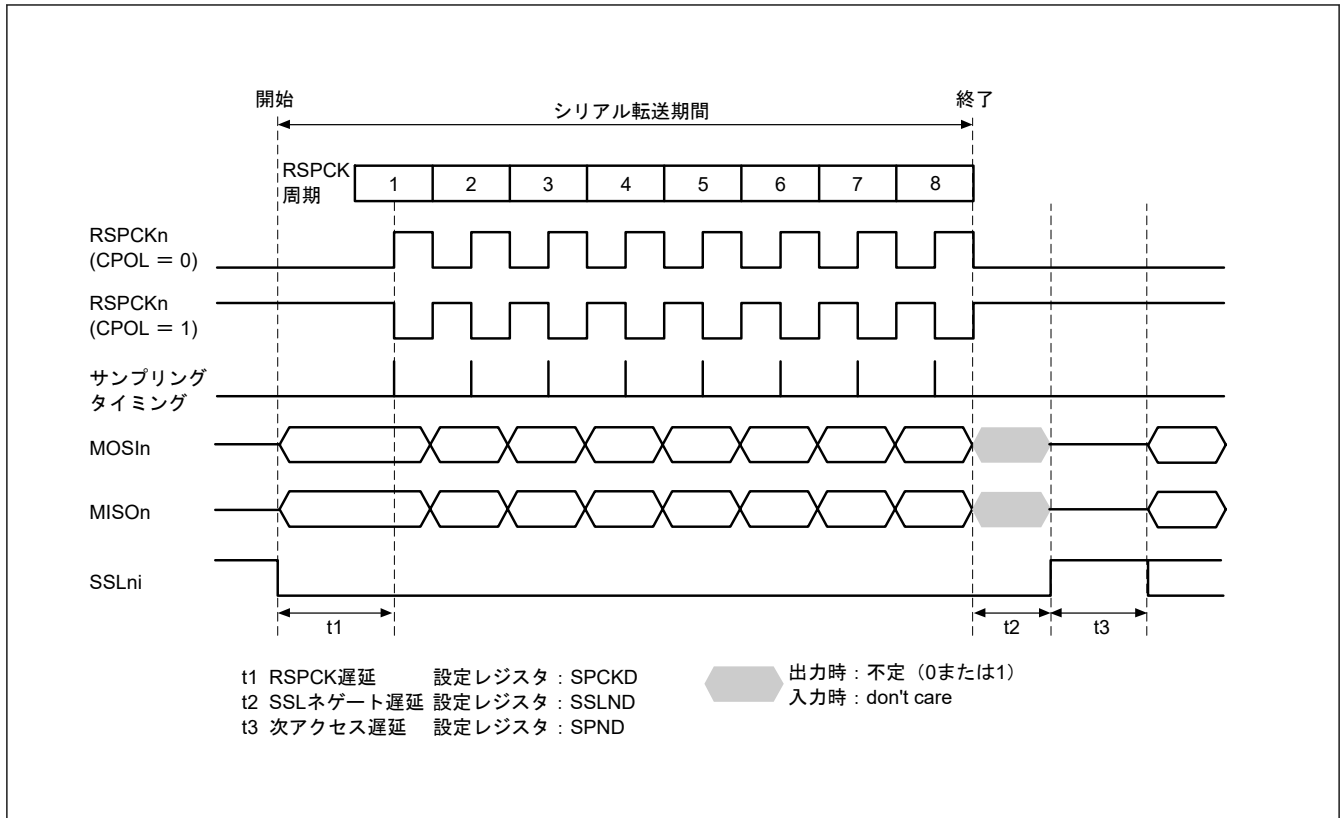 開始
シリアル転送期間
終了
RSPCK
周期
1 2 3 4 5 6 7 8
RSPCKn
(CPOL = 0)
RSPCKn
(CPOL = 1)
サンプリング
タイミング
MOSIn
MISOn
SSLni
t1
t2
t3
t1 RSPCK遅延 設定レジスタ：SPCKD
t2 SSLネゲート遅延 設定レジスタ：SSLND
t3 次アクセス遅延 設定レジスタ：SPND
出力時：不定（0または1）
入力時：don't care